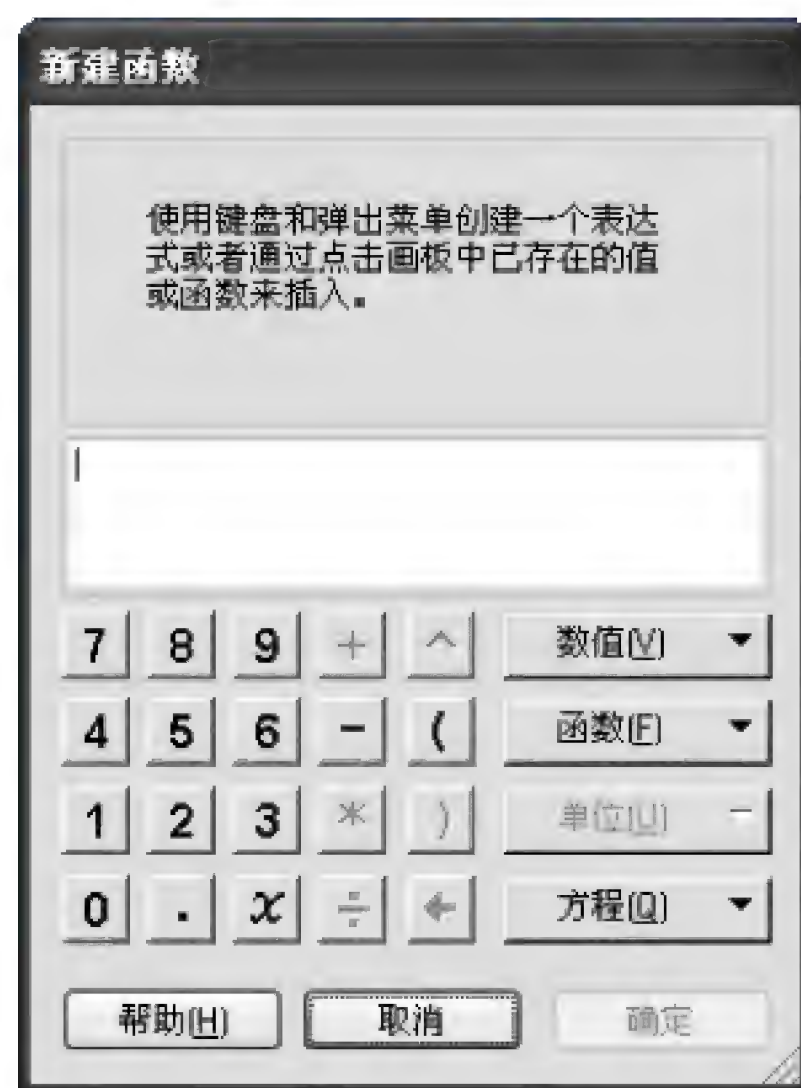 新建函数
使用键盘和弹出菜单创建一个表达
式或者通过点击画板中已存在的值
或函数来插入。
7 8 9 + ^ 数值(V)
4 5 6 - ( 函数(F)
1 2 3 * ) 单位(U)
0 . x ÷ ← 方程(Q)
帮助(H) 取消 确定